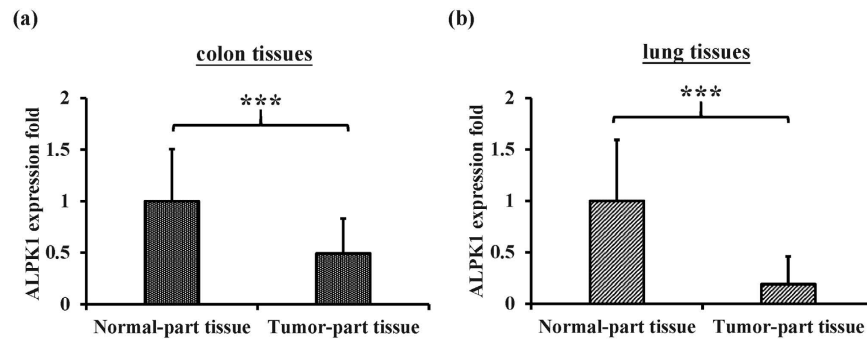 (a)
colon tissues
***
ALPK1 expression fold
2
1.5
1
0.5
0
Normal-part tissue Tumor-part tissue
(b)
lung tissues
***
ALPK1 expression fold
2
1.5
1
0.5
0
Normal-part tissue Tumor-part tissue